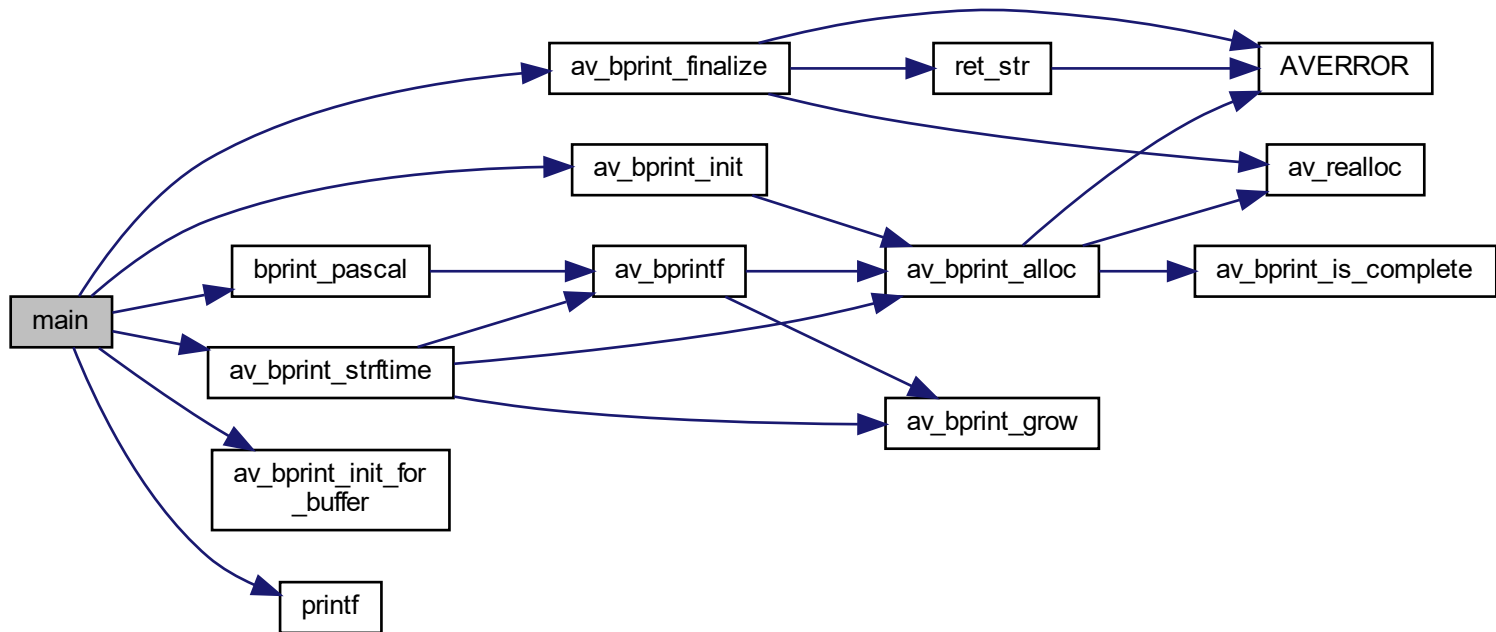 av_bprint_finalize
ret_str
AVERROR
av_bprint_init
av_realloc
bprint_pascal
av_bprintf
av_bprint_alloc
av_bprint_is_complete
main
av_bprint_strftime
av_bprint_grow
av_bprint_init_for
_buffer
printf